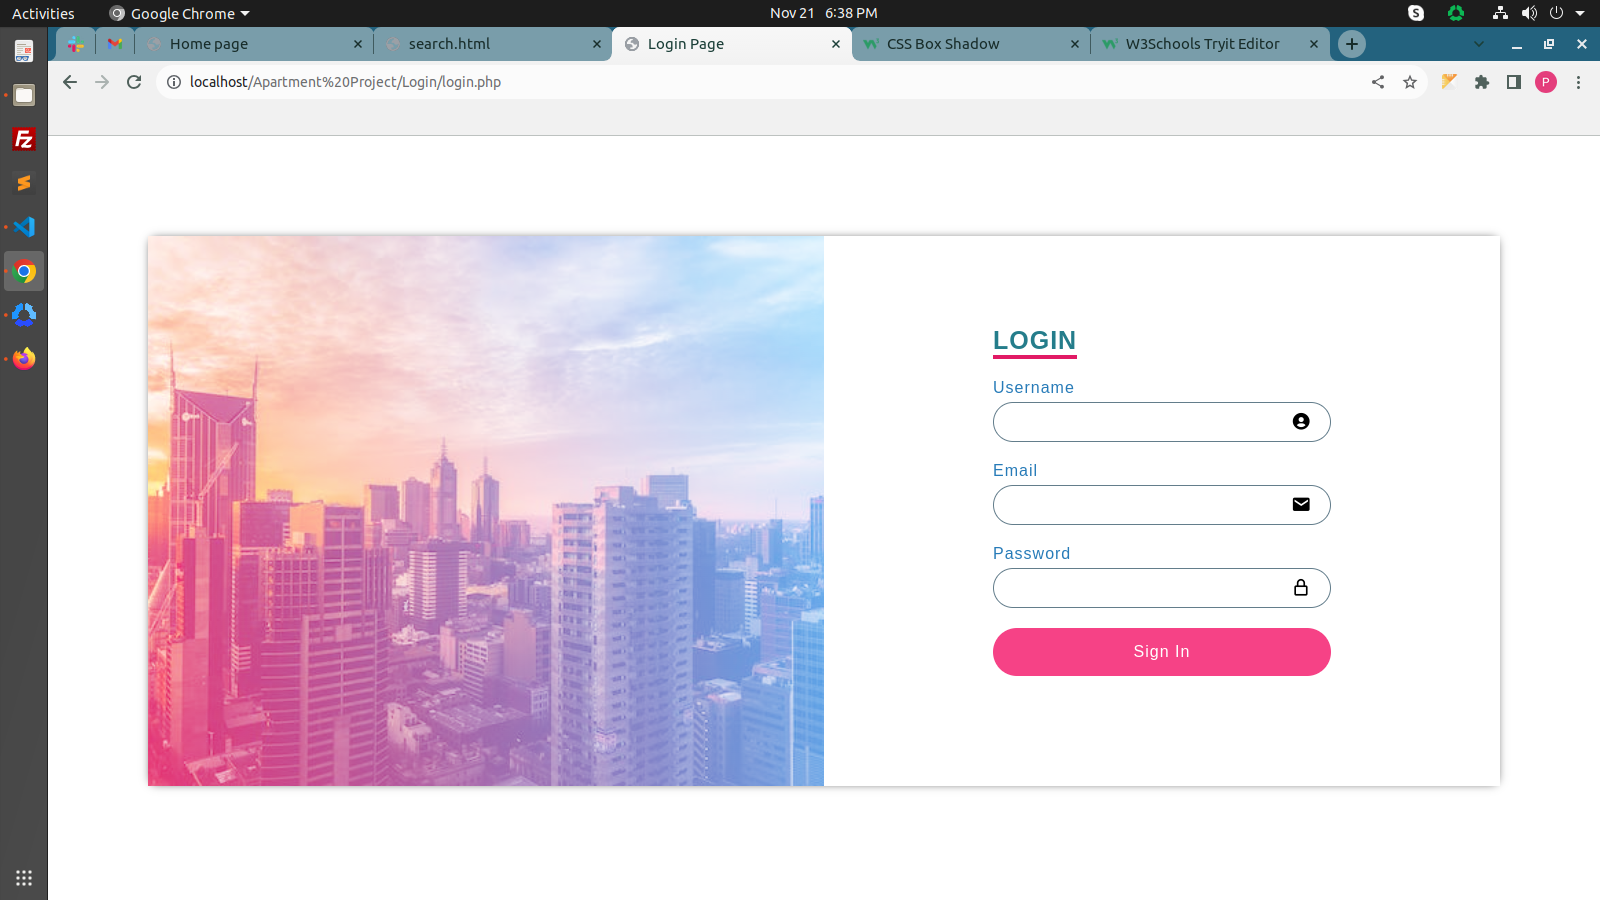 Activities
Google Chrome
Nov 21 6:38 PM
Home page
search.html
Login Page
CSS Box Shadow
W3Schools Tryit Editor
localhost/Apartment%20Project/Login/login.php
P
LOGIN
Username
Email
Password
Sign In